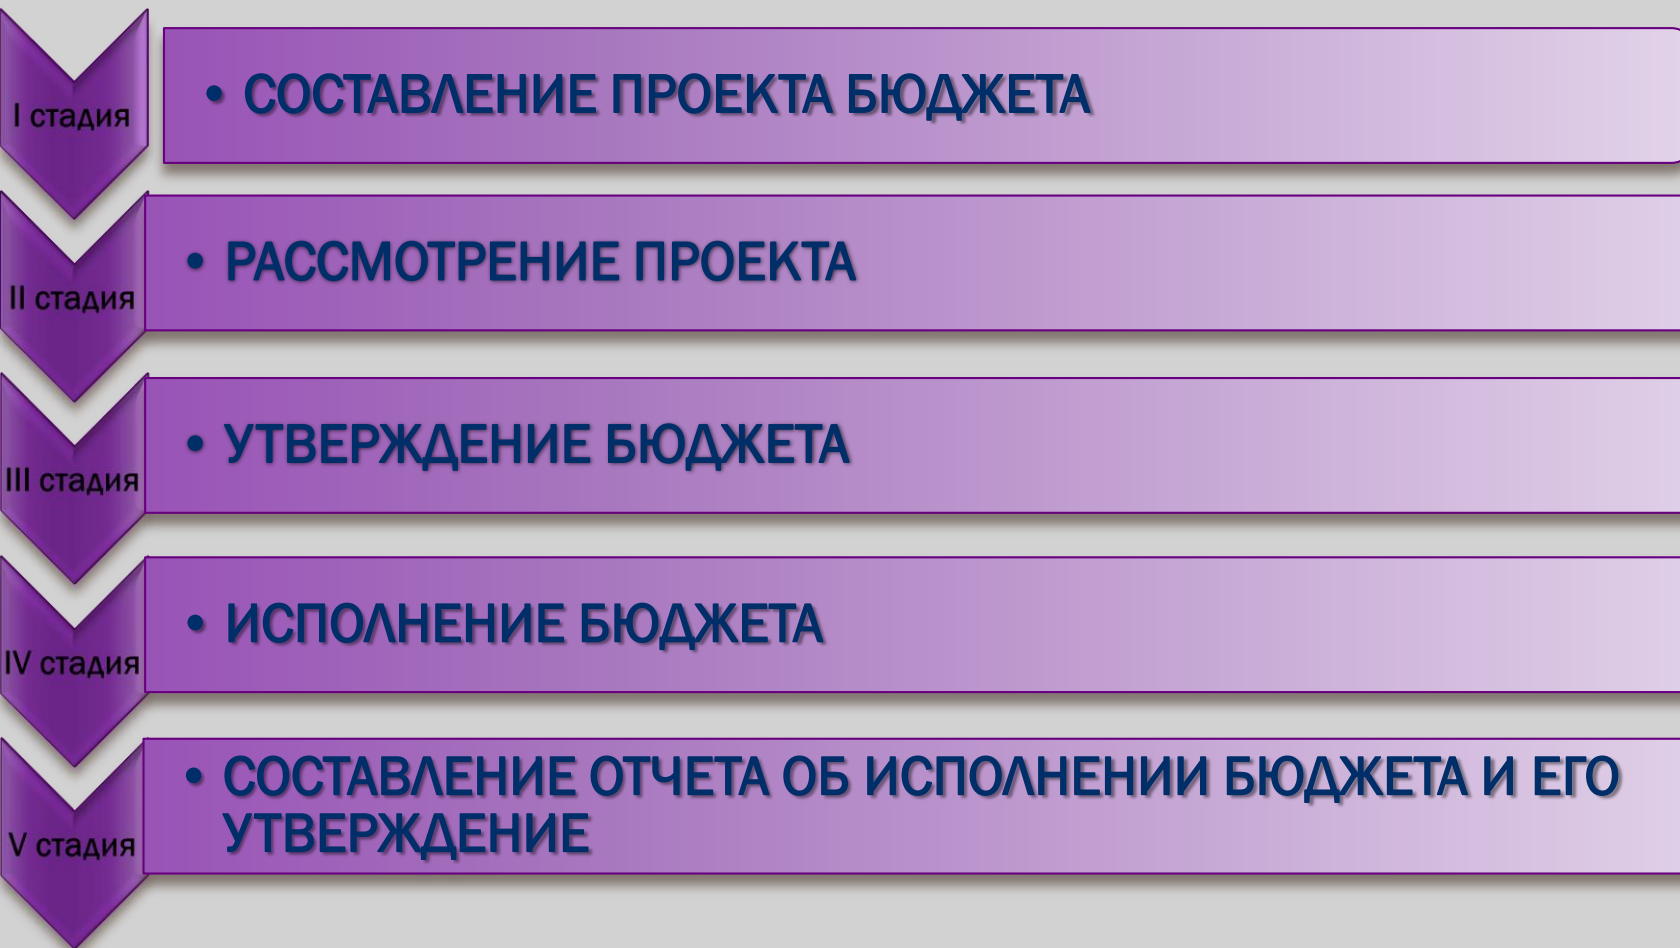 I стадия
• СОСТАВЛЕНИЕ ПРОЕКТА БЮДЖЕТА
II стадия
• РАССМОТРЕНИЕ ПРОЕКТА
III стадия
• УТВЕРЖДЕНИЕ БЮДЖЕТА
IV стадия
• ИСПОЛНЕНИЕ БЮДЖЕТА
V стадия
• СОСТАВЛЕНИЕ ОТЧЕТА ОБ ИСПОЛНЕНИИ БЮДЖЕТА И ЕГО
УТВЕРЖДЕНИЕ